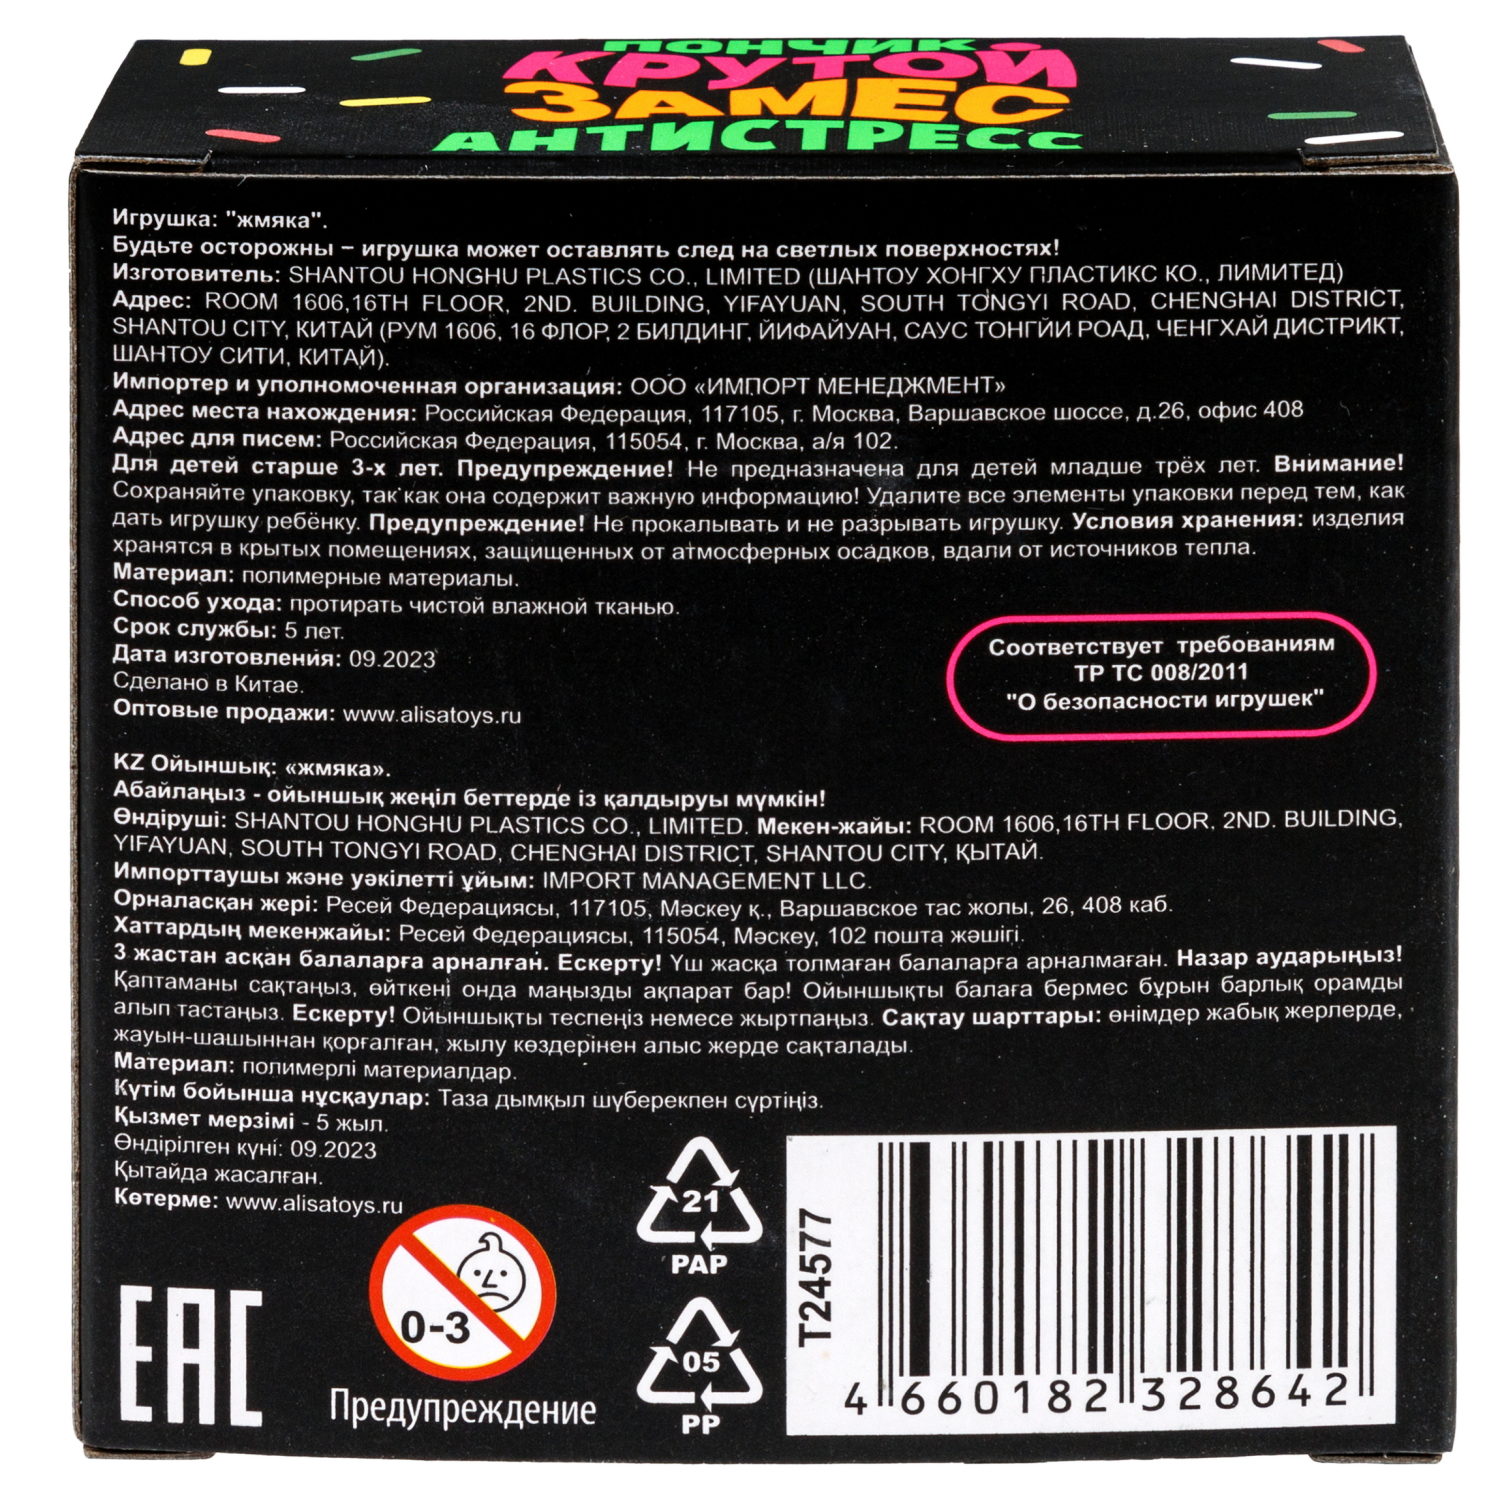 ПОНЧИК
КРУТОЙ
ЗАМЕС
АНТИСТРЕСС
Игрушка: "жмяка".
Будьте осторожны – игрушка может оставлять след на светлых поверхностях!
Изготовитель: SHANTOU HONGHU PLASTICS CO., LIMITED (ШАНТОУ ХОНГХУ ПЛАСТИКС КО., ЛИМИТЕД)
Адрес: ROOM 1606,16TH FLOOR, 2ND. BUILDING, YIFAYUAN, SOUTH TONGYI ROAD, CHENGHAI DISTRICT,
SHANTOU CITY, КИТАЙ (РУМ 1606, 16 ФЛОР, 2 БИЛДИНГ, ЙИФАЙУАН, САУС ТОНГЙИ РОАД, ЧЕНГХАЙ ДИСТРИКТ,
ШАНТОУ СИТИ, КИТАЙ).
Импортер и уполномоченная организация: ООО «ИМПОРТ МЕНЕДЖМЕНТ»
Адрес места нахождения: Российская Федерация, 117105, г. Москва, Варшавское шоссе, д.26, офис 408
Адрес для писем: Российская Федерация, 115054, г. Москва, а/я 102.
Для детей старше 3-х лет. Предупреждение! Не предназначена для детей младше трёх лет. Внимание!
Сохраняйте упаковку, так как она содержит важную информацию! Удалите все элементы упаковки перед тем, как
дать игрушку ребёнку. Предупреждение! Не прокалывать и не разрывать игрушку. Условия хранения: изделия
хранятся в крытых помещениях, защищенных от атмосферных осадков, вдали от источников тепла.
Материал: полимерные материалы.
Способ ухода: протирать чистой влажной тканью.
Срок службы: 5 лет.
Дата изготовления: 09.2023
Сделано в Китае.
Оптовые продажи: www.alisatoys.ru
Соответствует требованиям
ТР ТС 008/2011
"О безопасности игрушек"
KZ Ойыншық: «жмяка».
Абайлаңыз - ойыншық жеңіл беттерде із қалдыруы мүмкін!
Өндіруші: SHANTOU HONGHU PLASTICS CO., LIMITED. Мекен-жайы: ROOM 1606,16TH FLOOR, 2ND. BUILDING,
YIFAYUAN, SOUTH TONGYI ROAD, CHENGHAI DISTRICT, SHANTOU CITY, ҚЫТАЙ.
Импорттаушы және уәкілетті ұйым: IMPORT MANAGEMENT LLC.
Орналасқан жері: Ресей Федерациясы, 117105, Мәскеу қ., Варшавское тас жолы, 26, 408 каб.
Хаттардың мекенжайы: Ресей Федерациясы, 115054, Мәскеу, 102 пошта жәшігі.
3 жастан асқан балаларға арналған. Ескерту! Үш жасқа толмаған балаларға арналмаған. Назар аударыңыз!
Қаптаманы сақтаңыз, өйткені онда маңызды ақпарат бар! Ойыншықты балаға бермес бұрын барлық орамды
алып тастаңыз. Ескерту! Ойыншықты теспеңіз немесе жыртпаңыз. Сақтау шарттары: өнімдер жабық жерлерде,
жауын-шашыннан қорғалған, жылу көздерінен алыс жерде сақталады.
Материал: полимерлі материалдар.
Күтім бойынша нұсқаулар: Таза дымқыл шүберекпен сүртіңіз.
Қызмет мерзімі - 5 жыл.
Өндірілген күні: 09.2023
Қытайда жасалған.
Көтерме: www.alisatoys.ru
EAC
0-3
Предупреждение
21
PAP
05
PP
T24577
4 660182 328642